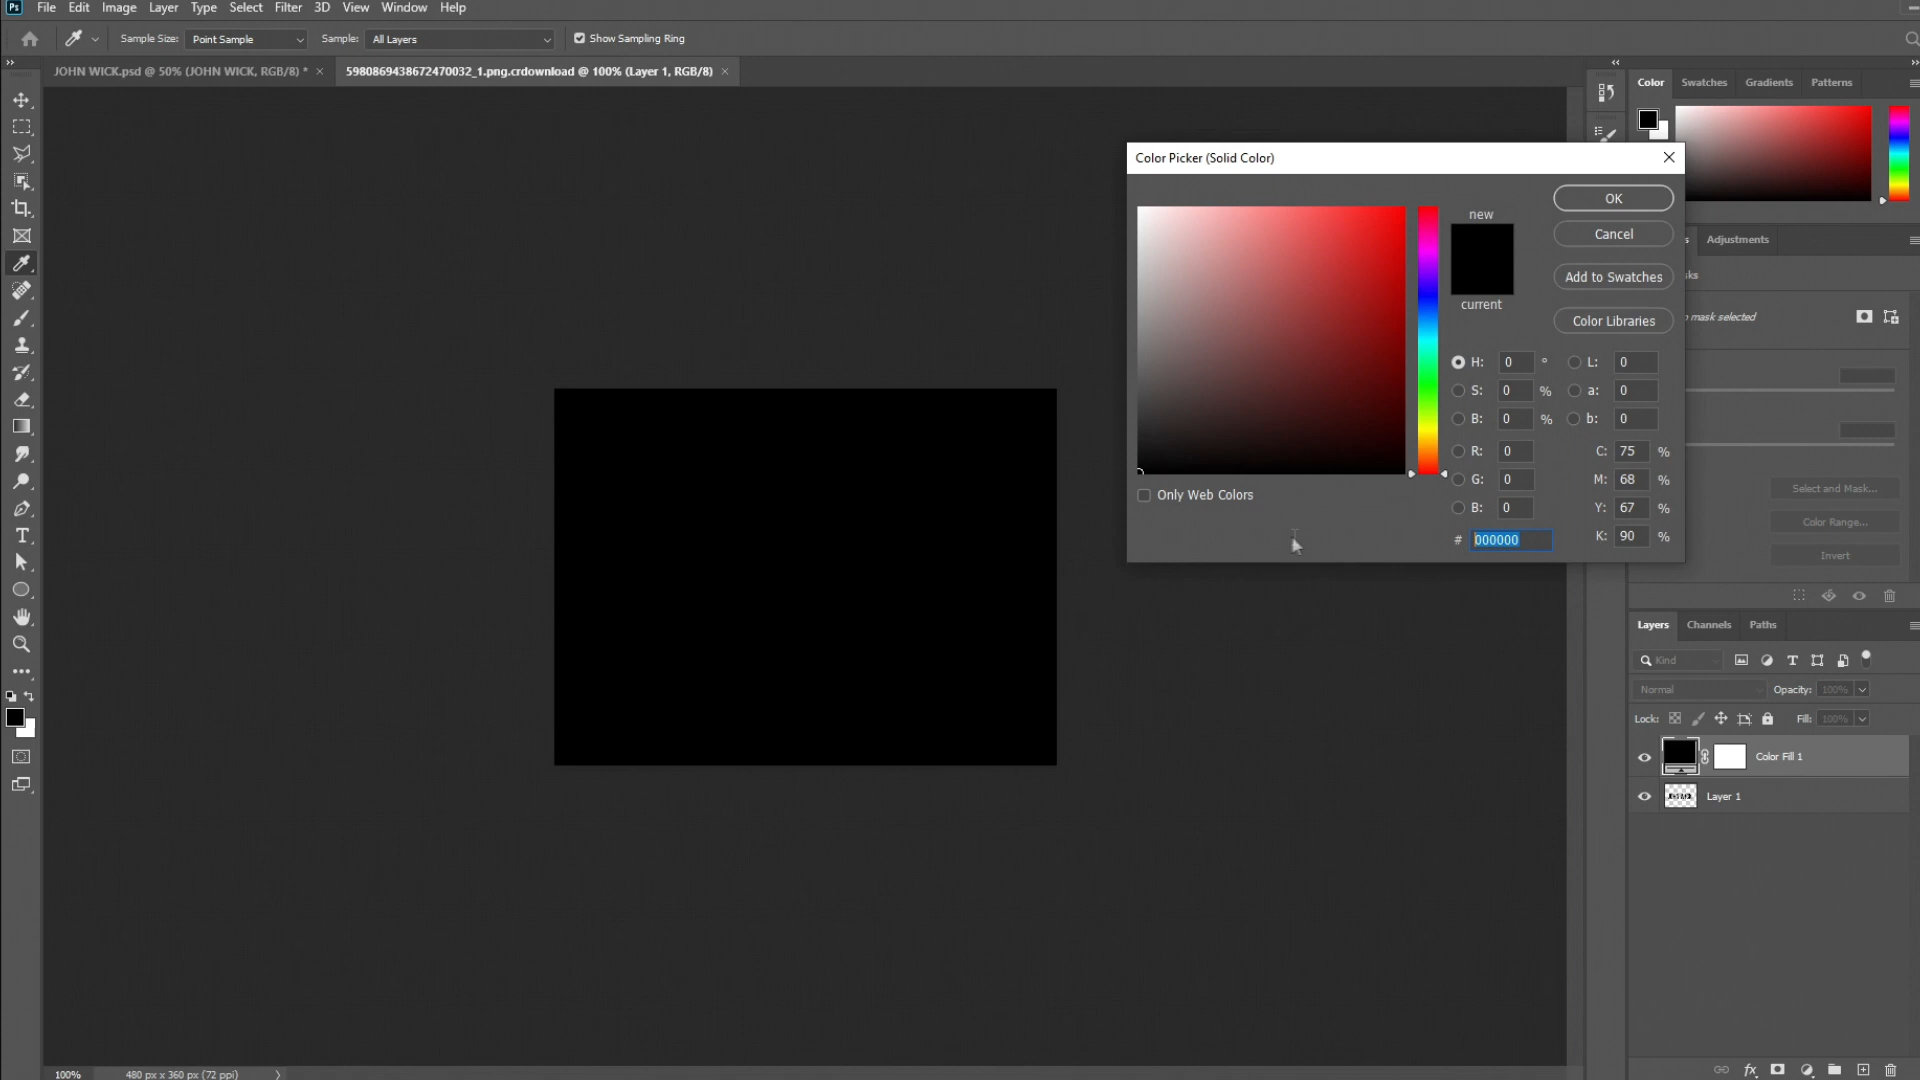 Ps File Edit Image Layer Type Select Filter 3D View Window Help
Sample Size: Point Sample Sample: All Layers Show Sampling Ring
JOHN WICK.psd @ 50% (JOHN WICK, RGB/8) * × 5980869438672470032_1.png.crdownload @ 100% (Layer 1, RGB/8) ×
Color Swatches Gradients Patterns
Color Picker (Solid Color)
OK
new
Cancel
Adjustments
Add to Swatches
current
Color Libraries
mask selected
H: 0 ° L: 0
S: 0 % a: 0
B: 0 % b: 0
R: 0 C: 75 %
G: 0 M: 68 %
Only Web Colors
Select and Mask...
B: 0 Y: 67 %
Color Range...
# 000000 K: 90 %
Invert
Layers Channels Paths
Kind
Normal Opacity: 100%
Lock: Fill: 100%
Color Fill 1
Layer 1
100% 480 px x 360 px (72 ppi)